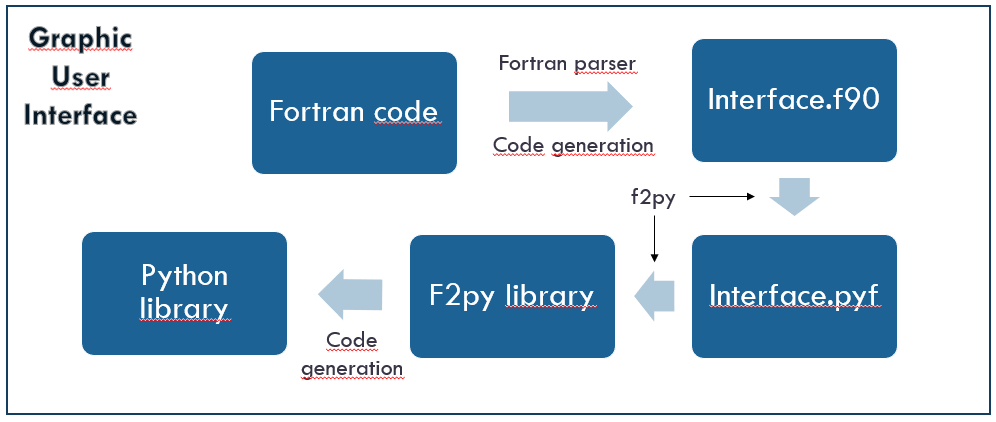 Graphic
User
Interface
Fortran code
Fortran parser
Code generation
Interface.f90
f2py
Interface.pyf
F2py library
Code
generation
Python
library